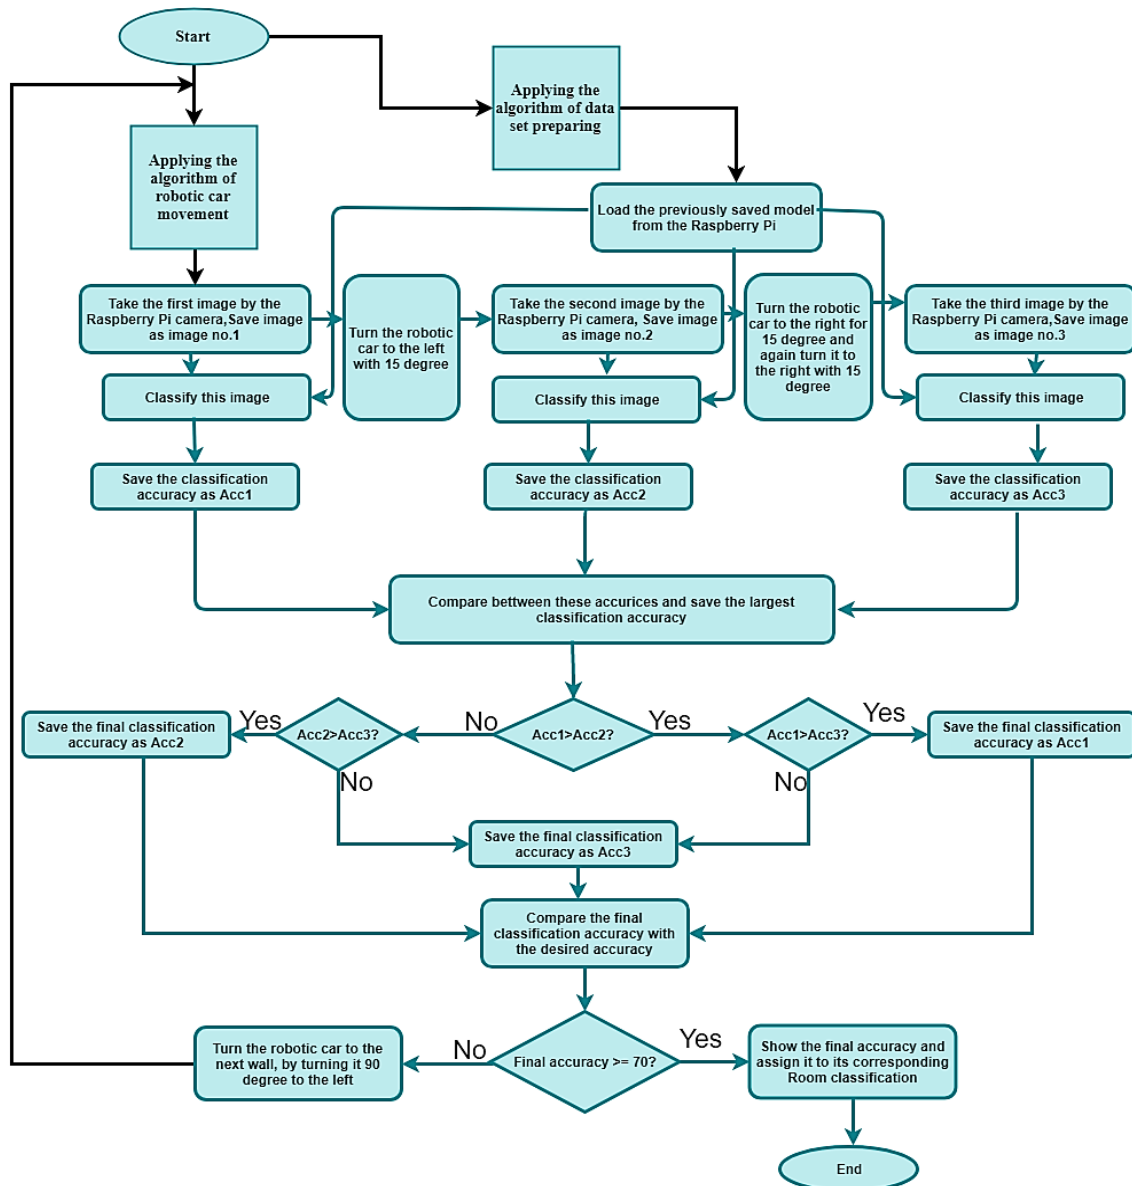 Start
Applying the
algorithm of data
set preparing
Applying the
algorithm of
robotic car
movement
Load the previously saved model
from the Raspberry Pi
Take the first image by the
Raspberry Pi camera,Save image
as image no.1
Turn the robotic
car to the left
with 15 degree
Take the second image by the
Raspberry Pi camera, Save image
as image no.2
Turn the robotic
car to the right for
15 degree and
again turn it to
the right with 15
degree
Take the third image by the
Raspberry Pi camera,Save image
as image no.3
Classify this image
Classify this image
Classify this image
Save the classification
accuracy as Acc1
Save the classification
accuracy as Acc2
Save the classification
accuracy as Acc3
Compare bettween these accurices and save the largest
classification accuracy
Save the final classification
accuracy as Acc2
Yes
Acc2>Acc3?
No
Acc1>Acc2?
Yes
Acc1>Acc3?
Yes
Save the final classification
accuracy as Acc1
No
No
Save the final classification
accuracy as Acc3
Compare the final
classification accuracy with
the desired accuracy
Turn the robotic car to the
next wall, by turning it 90
degree to the left
No
Final accuracy >= 70?
Yes
Show the final accuracy and
assign it to its corresponding
Room classification
End